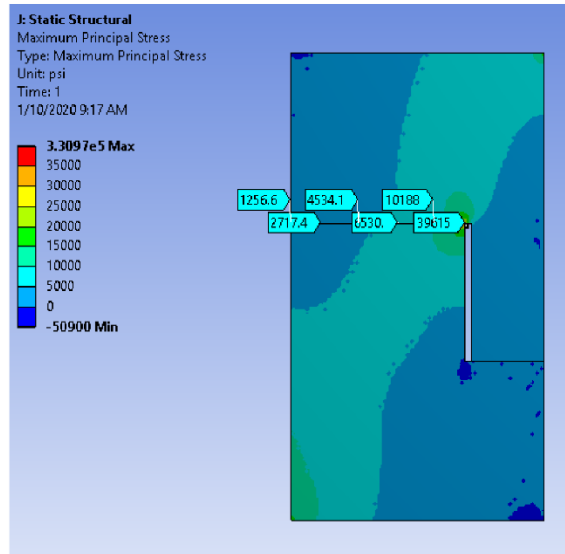 J: Static Structural
Maximum Principal Stress
Type: Maximum Principal Stress
Unit: psi
Time: 1
1/10/2020 9:17 AM
3.3097e5 Max
35000
30000
25000
20000
15000
10000
5000
0
-50900 Min
1256.6
4534.1
10188
2717.4
6530.
39615